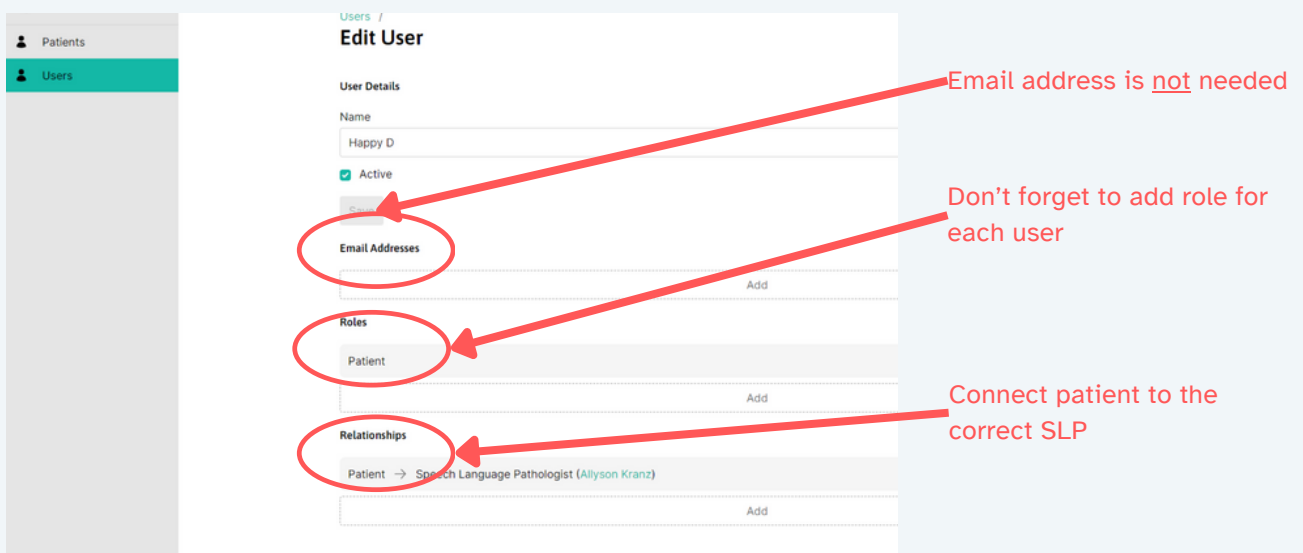 Patients
Users
Users /
Edit User
User Details
Name
Happy D
Active
Save
Email Addresses
Add
Roles
Patient
Add
Relationships
Patient → Speech Language Pathologist (Allyson Kranz)
Add
Email address is not needed
Don’t forget to add role for
each user
Connect patient to the
correct SLP